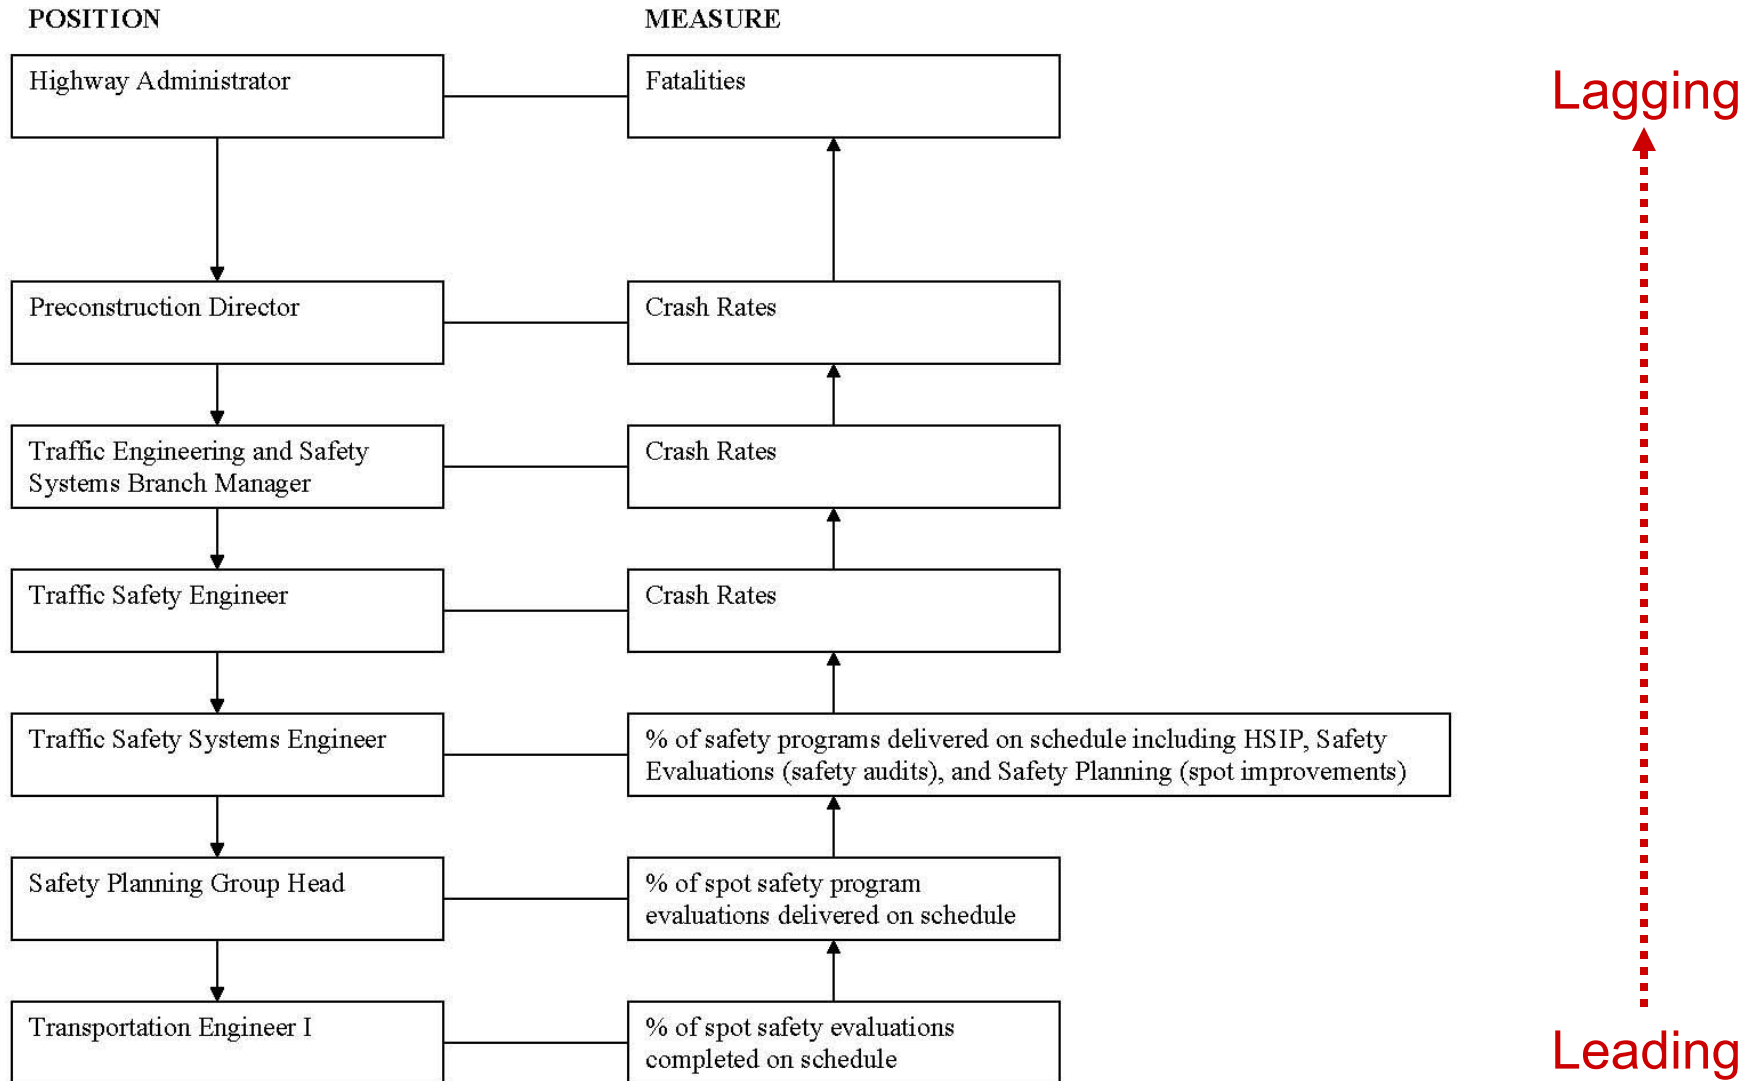 POSITION
MEASURE
Highway Administrator
Fatalities
Lagging
Preconstruction Director
Crash Rates
Traffic Engineering and Safety
Systems Branch Manager
Crash Rates
Traffic Safety Engineer
Crash Rates
Traffic Safety Systems Engineer
% of safety programs delivered on schedule including HSIP, Safety
Evaluations (safety audits), and Safety Planning (spot improvements)
Safety Planning Group Head
% of spot safety program
evaluations delivered on schedule
Transportation Engineer I
% of spot safety evaluations
completed on schedule
Leading